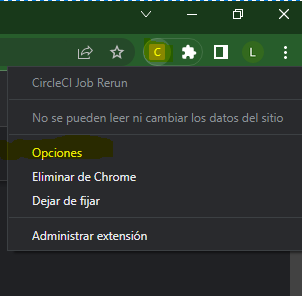 C
L
CircleCI Job Rerun
No se pueden leer ni cambiar los datos del sitio
Opciones
Eliminar de Chrome
Dejar de fijar
Administrar extensión